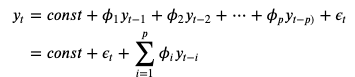 yₜ = const + ϕ₁yₜ₋₁ + ϕ₂yₜ₋₂ + ⋯ + ϕₚyₜ₋ₚ) + ϵₜ
= const + ϵₜ + ∑ᵢ₌₁ᵖ ϕᵢyₜ₋ᵢ